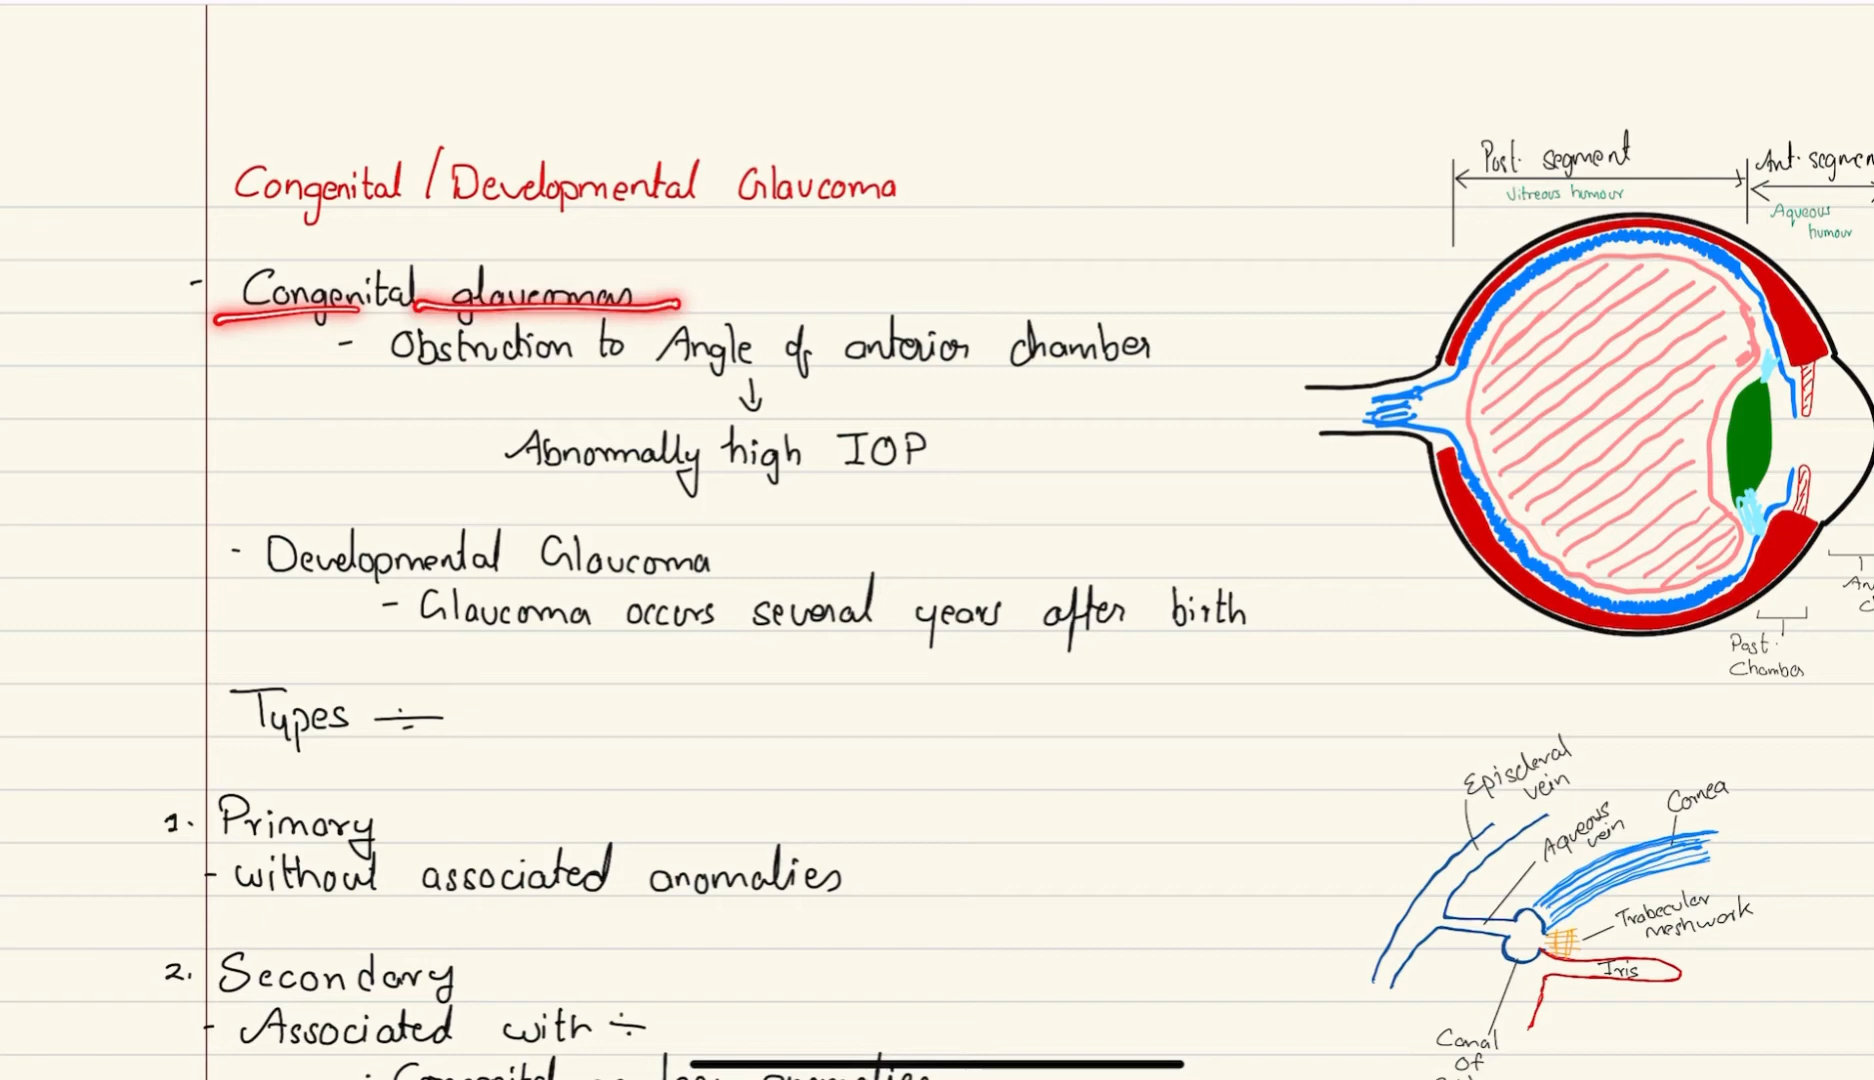 Congenital / Developmental Glaucoma
- Congenital glaucomas
- Obstruction to Angle of anterior chamber
↓
Abnormally high IOP
- Developmental Glaucoma
- Glaucoma occurs several years after birth
Types ÷
1. Primary
- without associated anomalies
2. Secondary
- Associated with ÷
Post. segment
Vitreous humour
Ant. segmen
Aqueous
humour
An
C
Post.
Chamber
Episcleral
vein
Aqueous
vein
Cornea
Trabecular
meshwork
Iris
Canal
Of